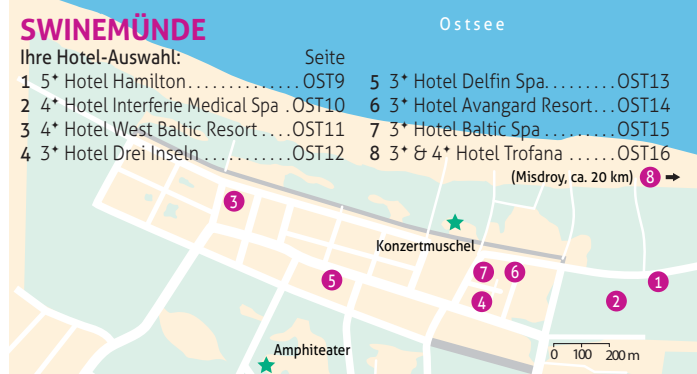 SWINEMÜNDE
Ostsee
Ihre Hotel-Auswahl: Seite
1 5* Hotel Hamilton............OST9
2 4* Hotel Interferie Medical Spa .OST10
3 4* Hotel West Baltic Resort....OST11
4 3* Hotel Drei Inseln ..........OST12
5 3* Hotel Delfin Spa.........OST13
6 3* Hotel Avangard Resort...OST14
7 3* Hotel Baltic Spa ........OST15
8 3* & 4* Hotel Trofana ......OST16
(Misdroy, ca. 20 km) 8 ➞
3
Konzertmuschel
7 6
1
5
4
2
Amphiteater
0 100 200 m